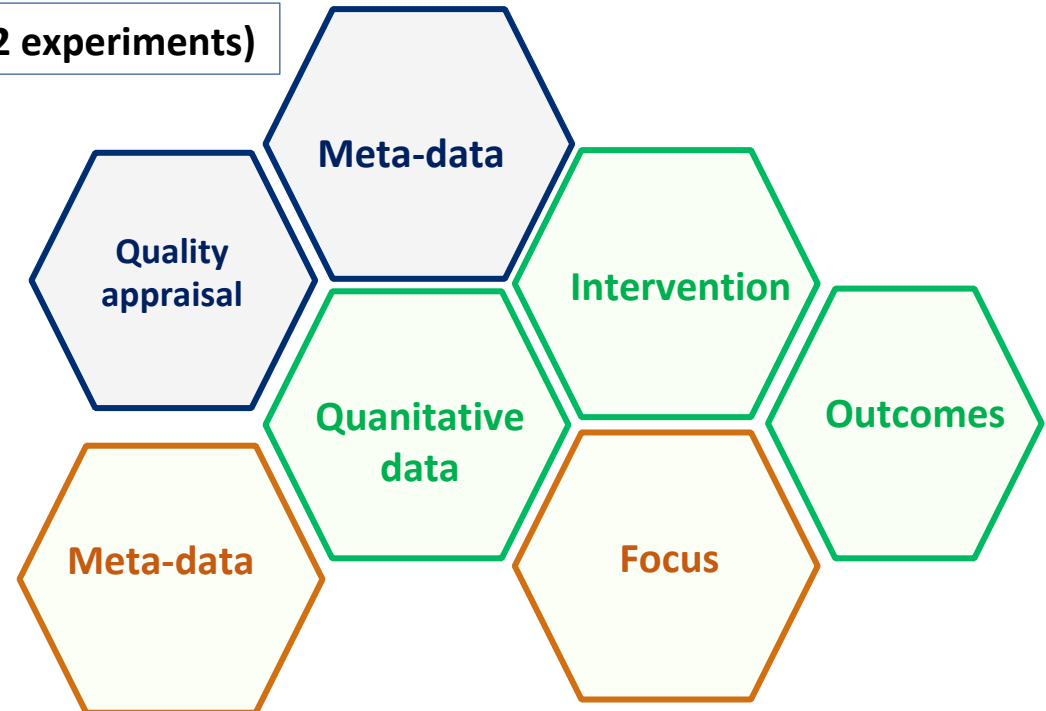 2 experiments)
Meta-data
Quality
appraisal
Intervention
Quanitative
data
Outcomes
Meta-data
Focus